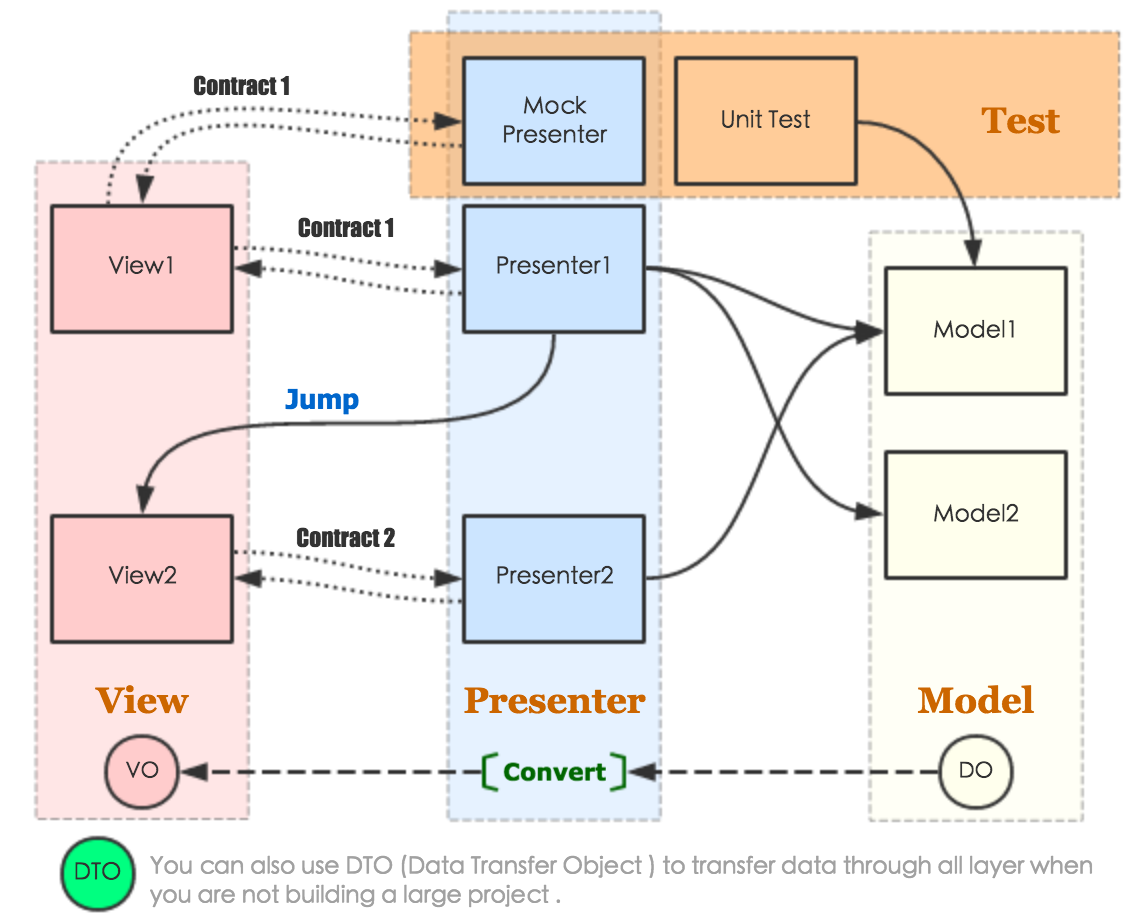 Contract 1
Mock
Presenter
Unit Test
Test
View1
Contract 1
Presenter1
Model1
Jump
Model2
View2
Contract 2
Presenter2
View
Presenter
Model
VO
Convert
DO
DTO
You can also use DTO (Data Transfer Object ) to transfer data through all layer when
you are not building a large project .